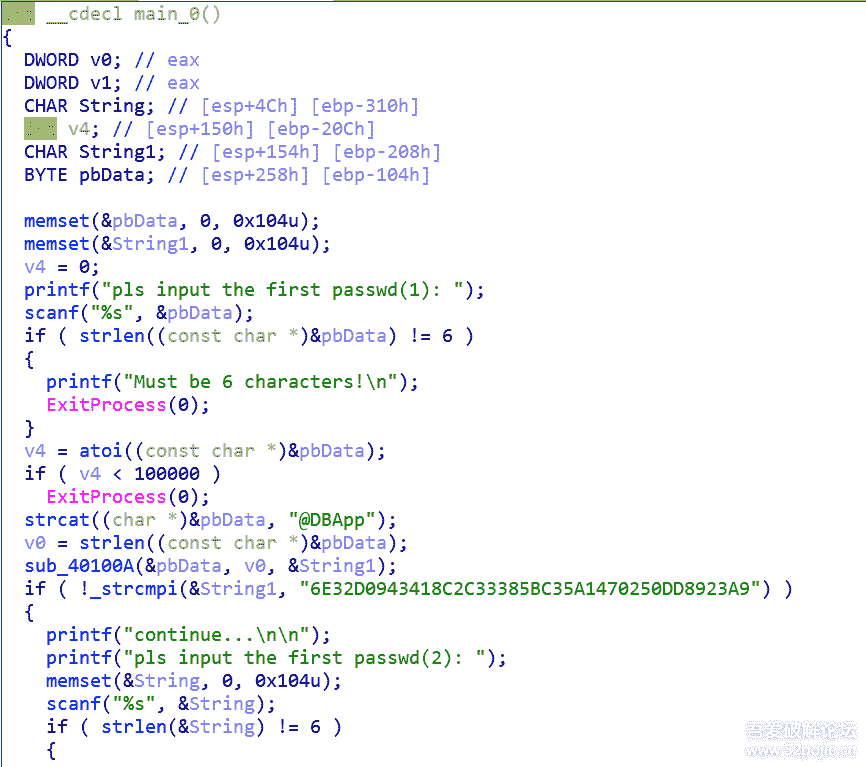 __cdecl main_0()
{
DWORD v0; // eax
DWORD v1; // eax
CHAR String; // [esp+4Ch] [ebp-310h]
v4; // [esp+150h] [ebp-20Ch]
CHAR String1; // [esp+154h] [ebp-208h]
BYTE pbData; // [esp+258h] [ebp-104h]
memset(&pbData, 0, 0x104u);
memset(&String1, 0, 0x104u);
v4 = 0;
printf("pls input the first passwd(1): ");
scanf("%s", &pbData);
if ( strlen((const char *)&pbData) != 6 )
{
printf("Must be 6 characters!\n");
ExitProcess(0);
}
v4 = atoi((const char *)&pbData);
if ( v4 < 100000 )
ExitProcess(0);
strcat((char *)&pbData, "@DBApp");
v0 = strlen((const char *)&pbData);
sub_40100A(&pbData, v0, &String1);
if ( !_strcmpi(&String1, "6E32D0943418C2C33385BC35A1470250DD8923A9") )
{
printf("continue...\n\n");
printf("pls input the first passwd(2): ");
memset(&String, 0, 0x104u);
scanf("%s", &String);
if ( strlen(&String) != 6 )
{
吾爱破解论坛
www.52pojie.cn